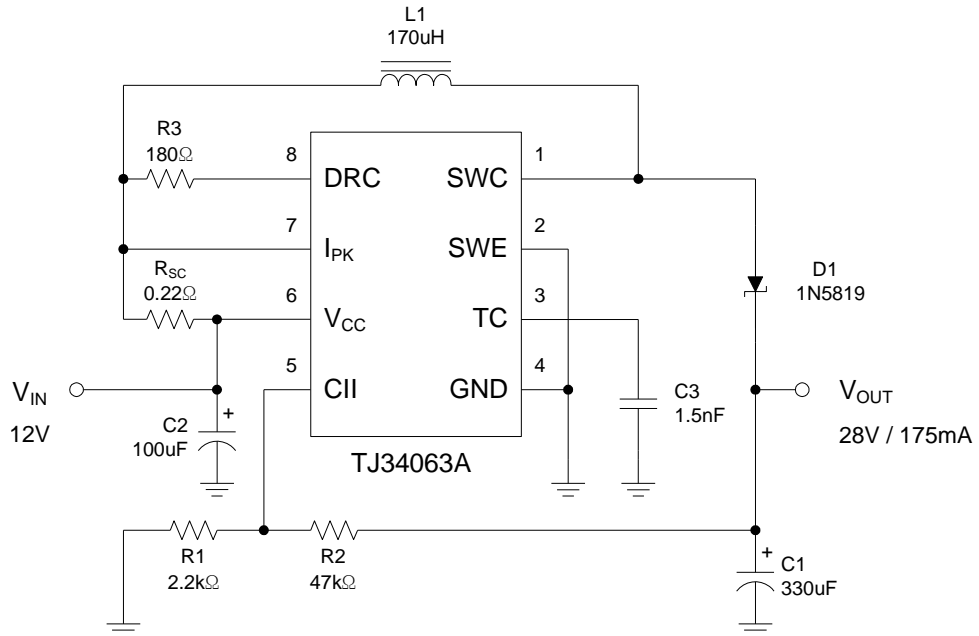 L1
170uH
R3
180Ω
8
DRC
SWC
1
7
I_PK
SWE
2
R_SC
0.22Ω
6
V_CC
TC
3
D1
1N5819
5
CII
GND
4
V_IN
12V
C2
+
100uF
C3
1.5nF
V_OUT
28V / 175mA
TJ34063A
R1
2.2kΩ
R2
47kΩ
+
C1
330uF